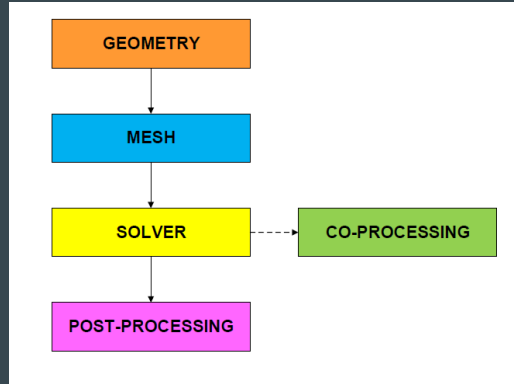 GEOMETRY
MESH
SOLVER
CO-PROCESSING
POST-PROCESSING